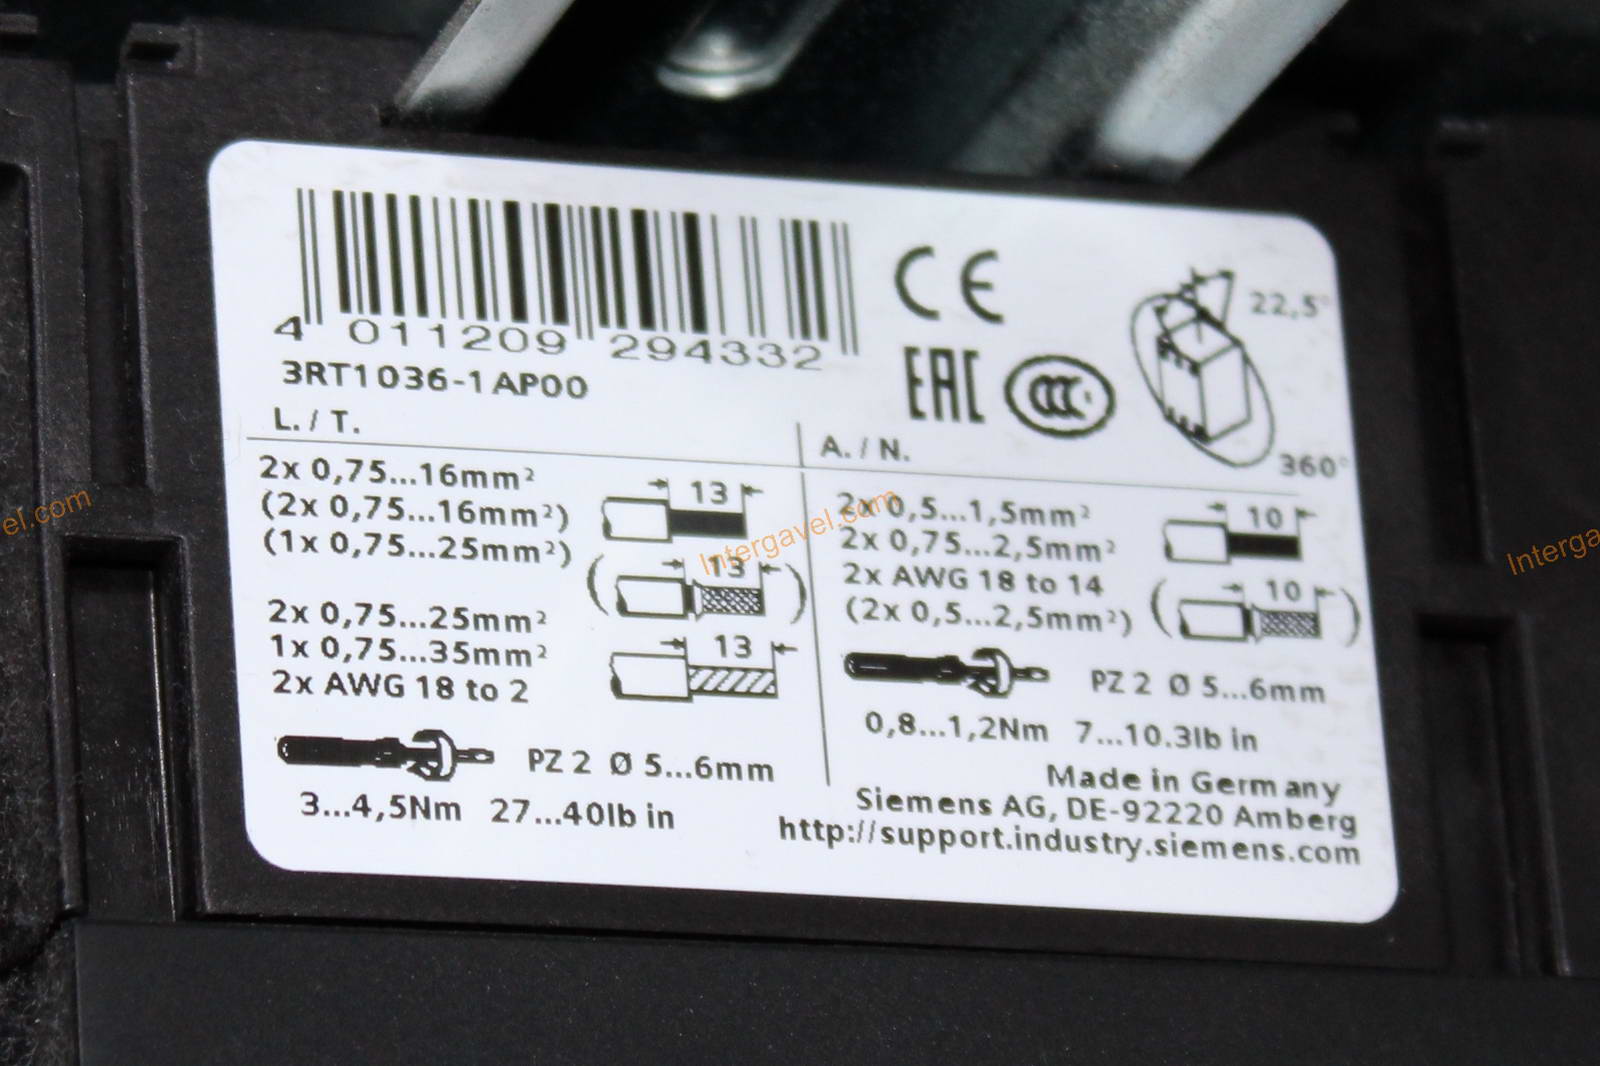 4 011209 294332
3RT1036-1AP00
CE
22,5°
EAC
CCC
360°
L. / T.
2x 0,75...16mm²
(2x 0,75...16mm²)
(1x 0,75...25mm²)
13
13
2x 0,75...25mm²
1x 0,75...35mm²
2x AWG 18 to 2
13
PZ 2 Ø 5...6mm
3...4,5Nm 27...40lb in
A. / N.
2x 0,5...1,5mm²
2x 0,75...2,5mm²
2x AWG 18 to 14
(2x 0,5...2,5mm²)
10
10
PZ 2 Ø 5...6mm
0,8...1,2Nm 7...10.3lb in
Made in Germany
Siemens AG, DE-92220 Amberg
http://support.industry.siemens.com
el.com
Intergavel.com
Interga